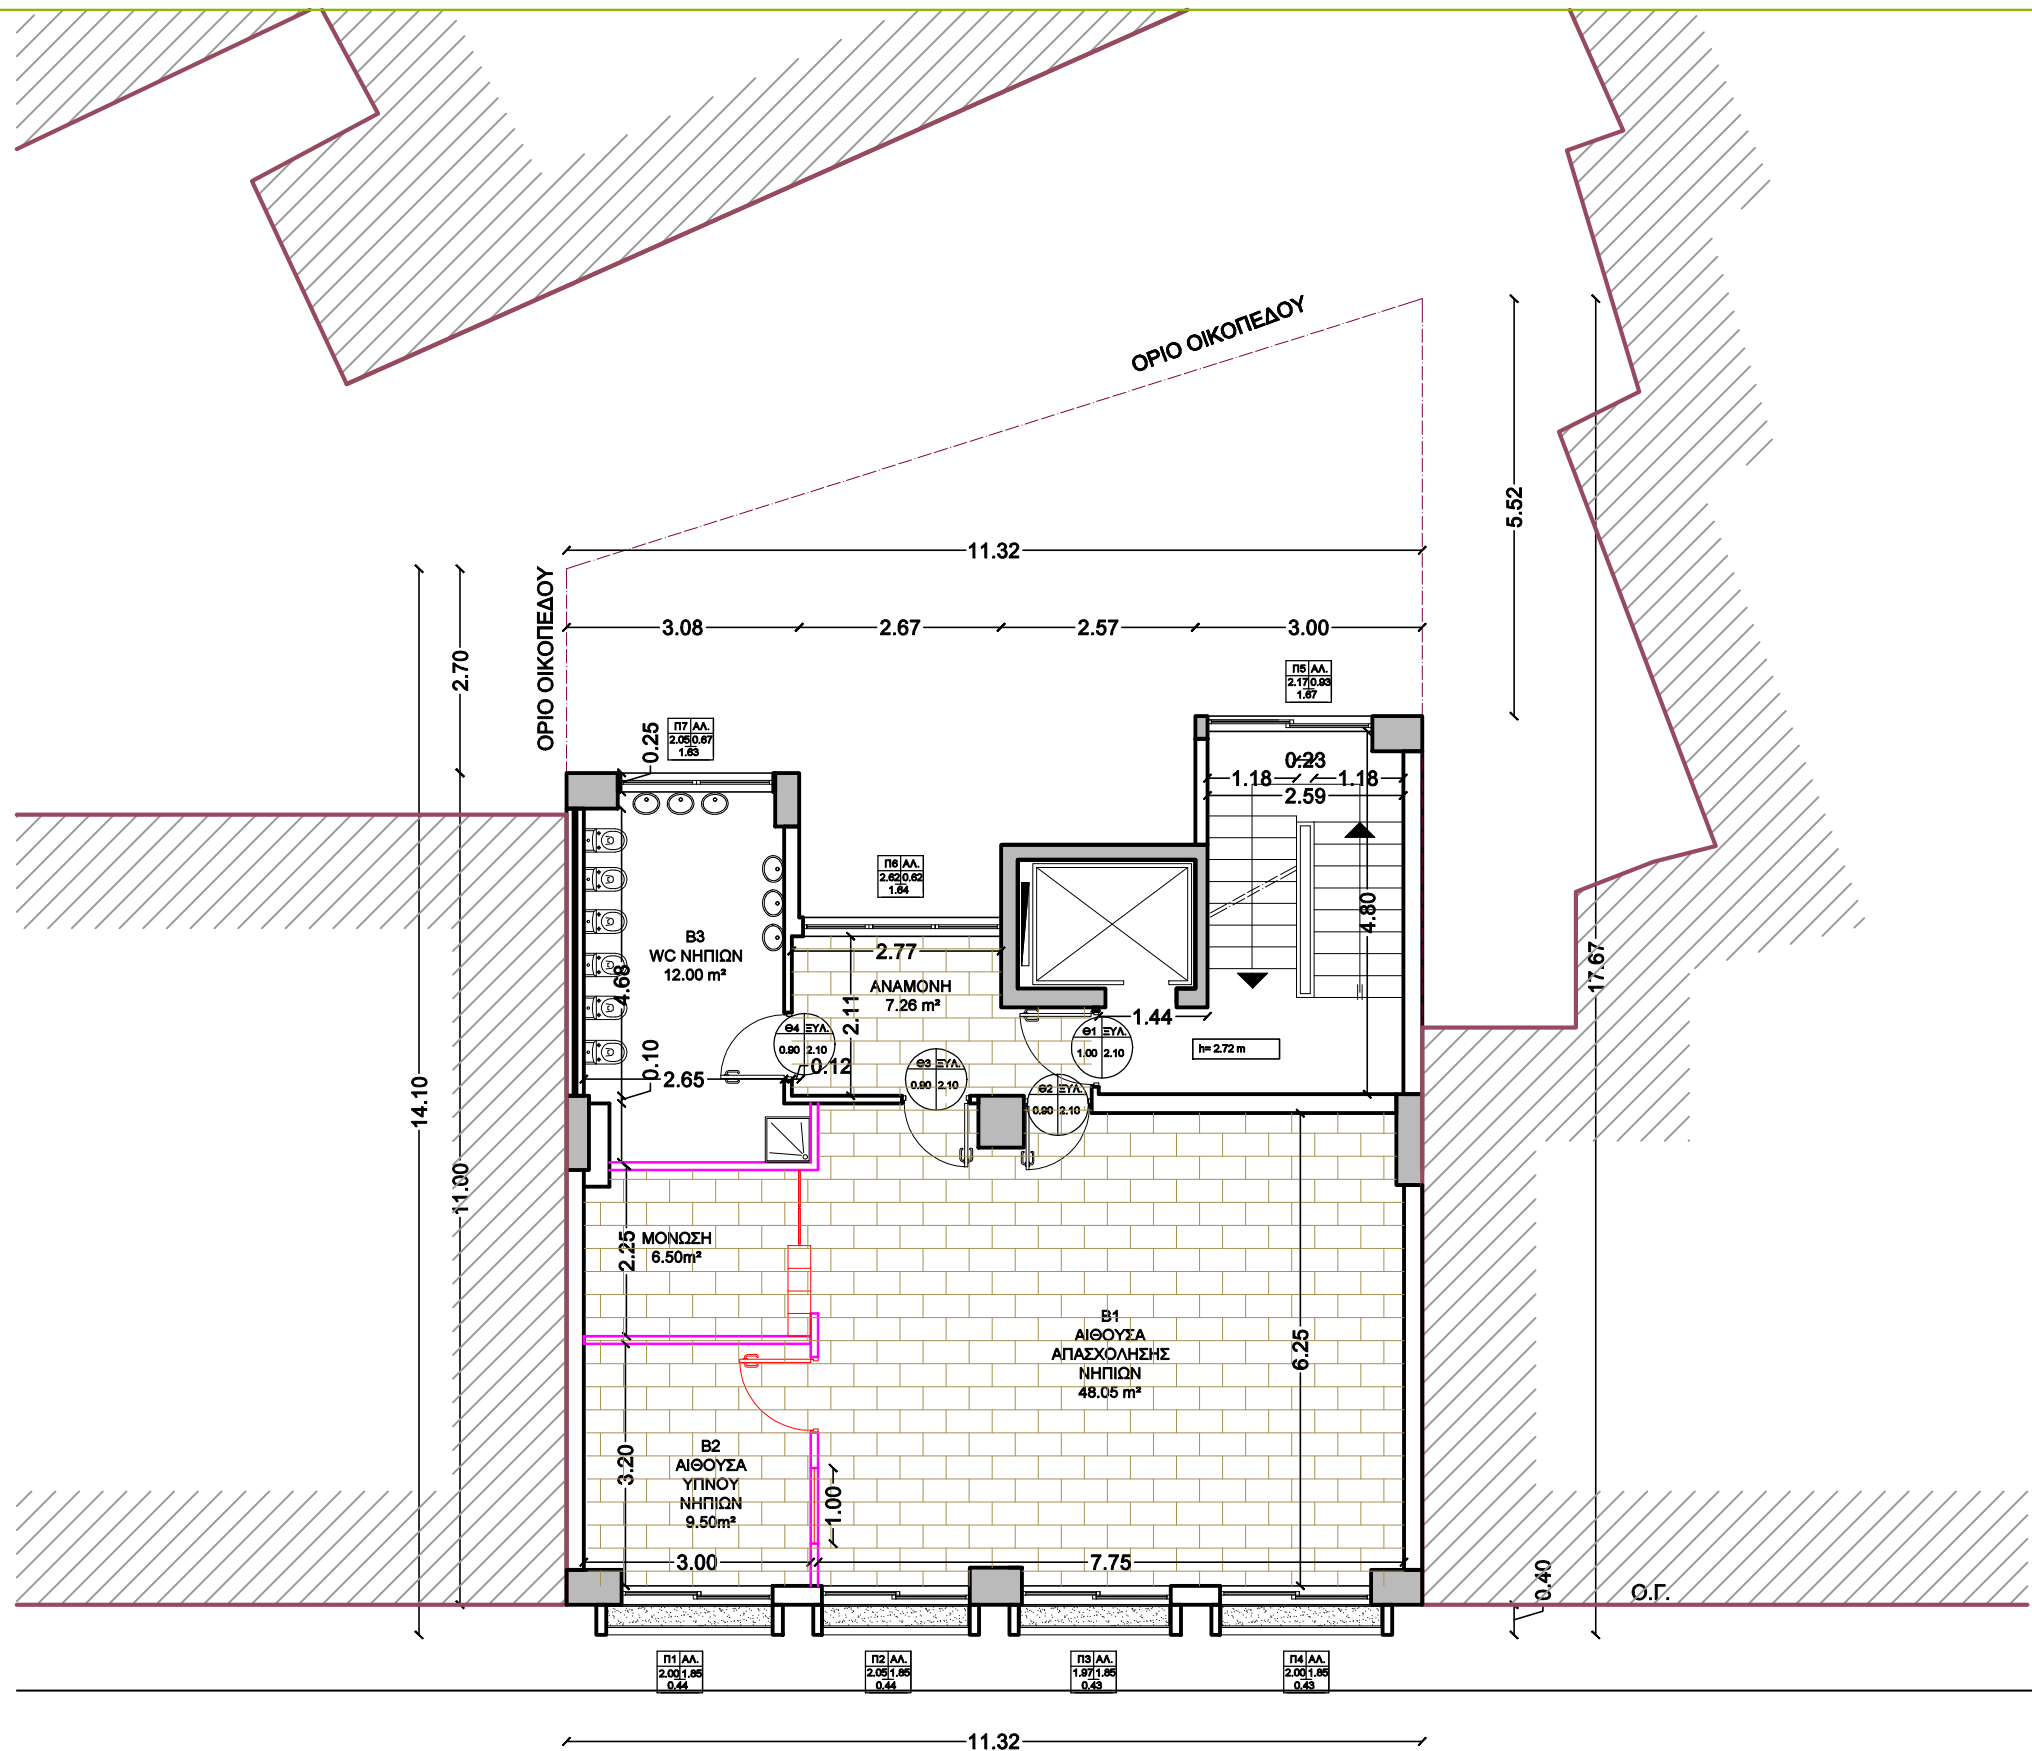 ΟΡΙΟ ΟΙΚΟΠΕΔΟΥ
5.52
11.32
ΟΡΙΟ ΟΙΚΟΠΕΔΟΥ
3.08
2.67
2.57
3.00
2.70
Π5 ΑΛ.
2.17 0.93
1.67
Π7 ΑΛ.
2.05 0.67
1.63
0.25
0.23
1.18
1.18
2.59
Π6 ΑΛ.
2.62 0.62
1.64
4.80
Β3
WC ΝΗΠΙΩΝ
12.00 m²
4.68
2.77
ΑΝΑΜΟΝΗ
7.26 m²
2.11
17.67
1.44
Θ4 ΞΥΛ.
0.90 2.10
Θ1 ΞΥΛ.
1.00 2.10
h= 2.72 m
0.10
2.65
0.12
Θ3 ΞΥΛ.
0.90 2.10
Θ2 ΞΥΛ.
0.90 2.10
14.10
11.00
2.25
ΜΟΝΩΣΗ
6.50m²
Β1
ΑΙΘΟΥΣΑ
ΑΠΑΣΧΟΛΗΣΗΣ
ΝΗΠΙΩΝ
48.05 m²
6.25
Β2
ΑΙΘΟΥΣΑ
ΥΠΝΟΥ
ΝΗΠΙΩΝ
9.50m²
3.20
1.00
3.00
7.75
0.40
Ο.Γ.
Π1 ΑΛ.
2.00 1.85
0.44
Π2 ΑΛ.
2.05 1.85
0.44
Π3 ΑΛ.
1.97 1.85
0.43
Π4 ΑΛ.
2.00 1.85
0.43
11.32